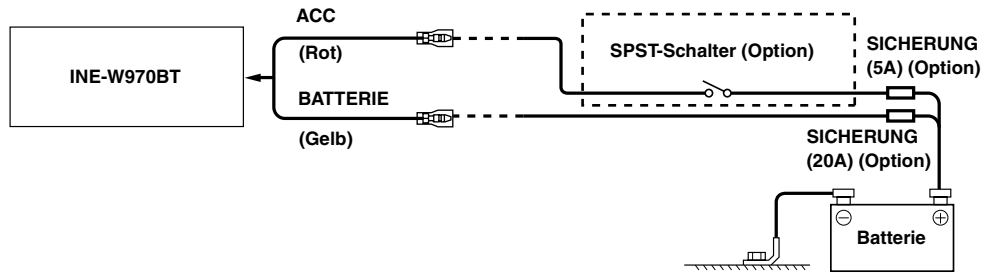 ACC
(Rot)
INE-W970BT
BATTERIE
(Gelb)
SPST-Schalter (Option)
SICHERUNG
(5A) (Option)
SICHERUNG
(20A) (Option)
Batterie